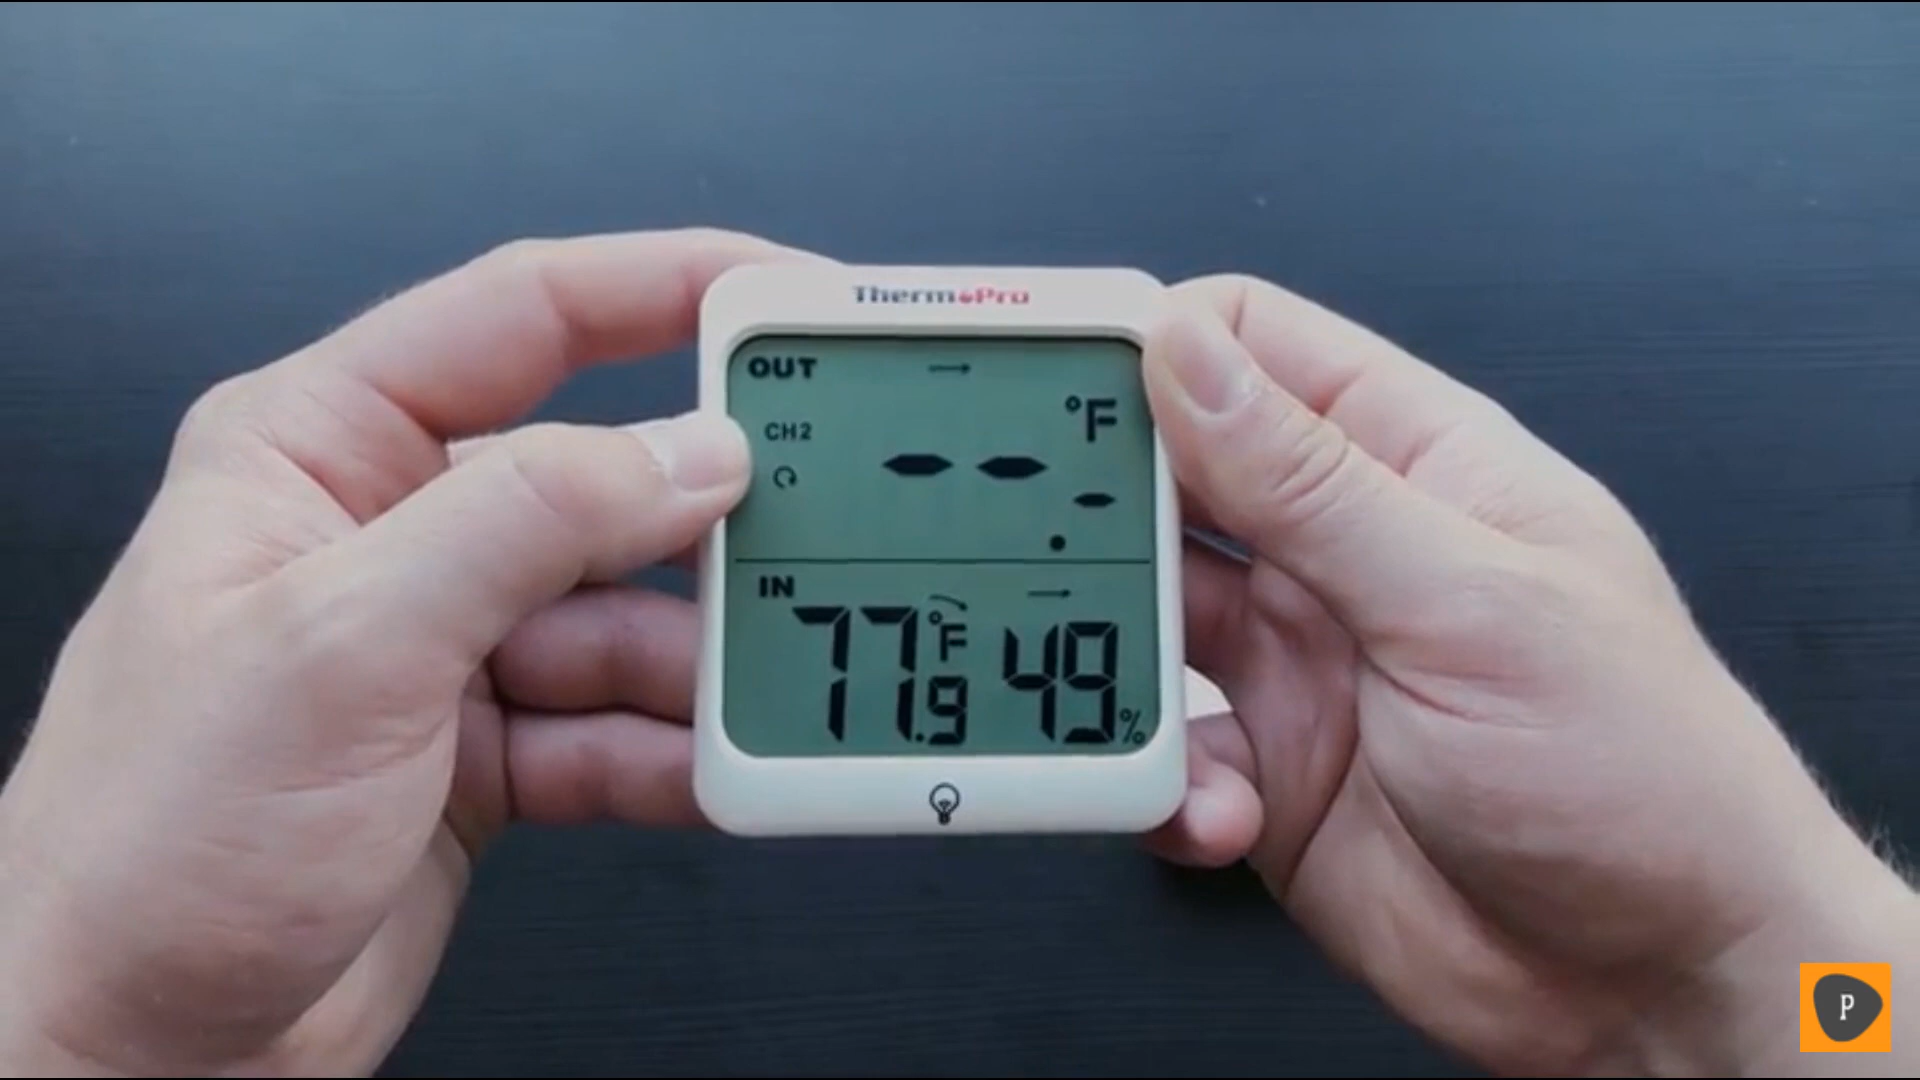 ThermoPro
OUT
°F
CH2
--.-
IN
77.9 °F 49 %
P